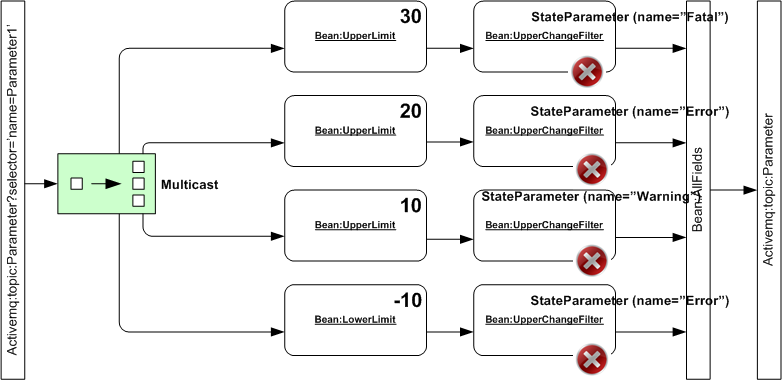 Activemq:topic:Parameter?selector='name=Parameter1'
Multicast
30
Bean:UpperLimit
StateParameter (name="Fatal")
Bean:UpperChangeFilter
20
Bean:UpperLimit
StateParameter (name="Error")
Bean:UpperChangeFilter
10
Bean:UpperLimit
StateParameter (name="Warning")
Bean:UpperChangeFilter
-10
Bean:LowerLimit
StateParameter (name="Error")
Bean:UpperChangeFilter
Bean:AllFields
Activemq:topic:Parameter